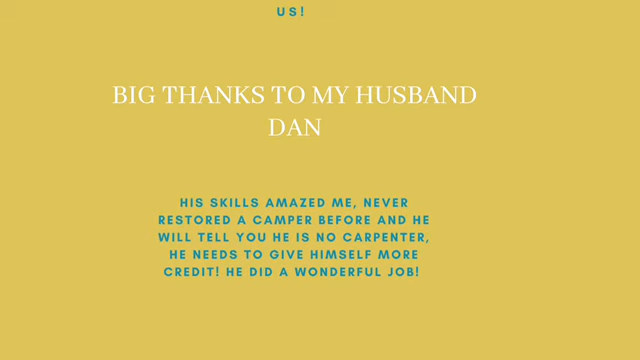 US!
BIG THANKS TO MY HUSBAND
DAN
HIS SKILLS AMAZED ME, NEVER
RESTORED A CAMPER BEFORE AND HE
WILL TELL YOU HE IS NO CARPENTER,
HE NEEDS TO GIVE HIMSELF MORE
CREDIT! HE DID A WONDERFUL JOB!